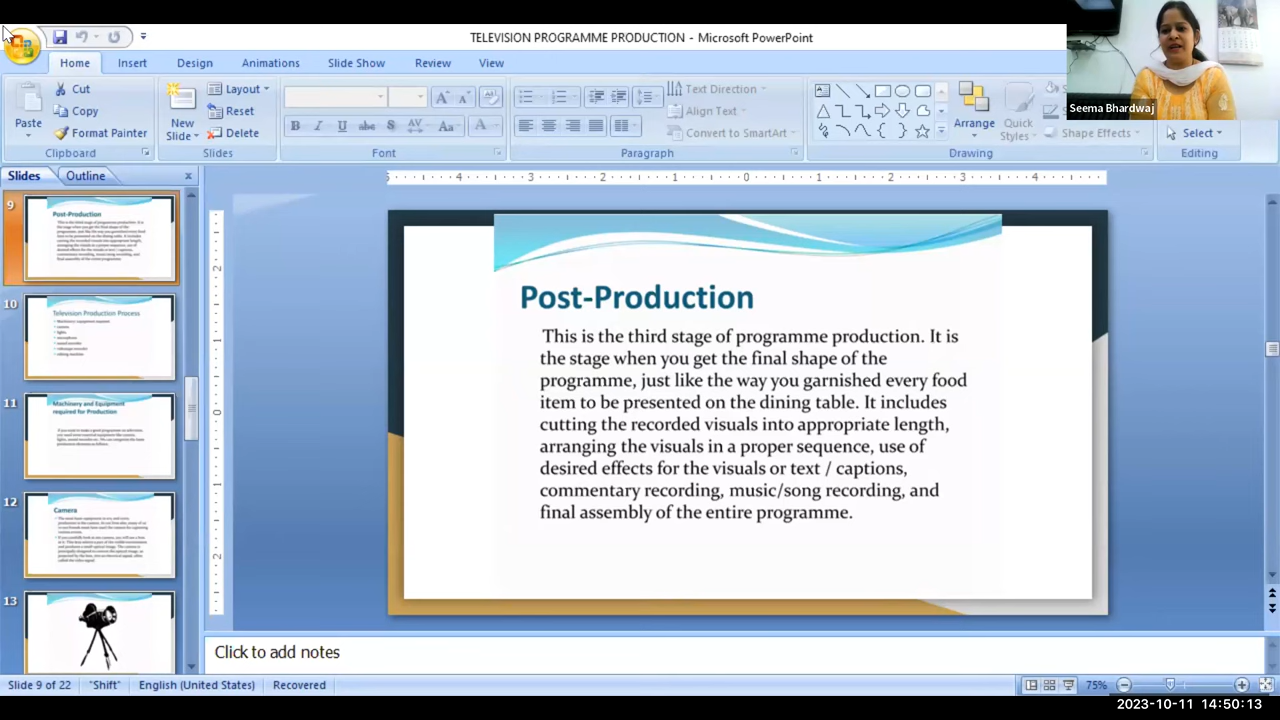 TELEVISION PROGRAMME PRODUCTION - Microsoft PowerPoint
Home Insert Design Animations Slide Show Review View
Seema Bhardwaj
Paste
Cut
Copy
Format Painter
New Slide
Layout
Reset
Delete
Text Direction
Align Text
Convert to SmartArt
Arrange
Quick Styles
Shape Effects
Select
Clipboard Slides Font Paragraph Drawing Editing
Slides Outline
9
Post-Production
10
Television Production Process
11
Machinery and Equipment
required for Production
12
Camera
13
Post-Production
This is the third stage of programme production. It is
the stage when you get the final shape of the
programme, just like the way you garnished every food
item to be presented on the dining table. It includes
cutting the recorded visuals into appropriate length,
arranging the visuals in a proper sequence, use of
desired effects for the visuals or text / captions,
commentary recording, music/song recording, and
final assembly of the entire programme.
Click to add notes
Slide 9 of 22 "Shift" English (United States) Recovered 75%
2023-10-11 14:50:13